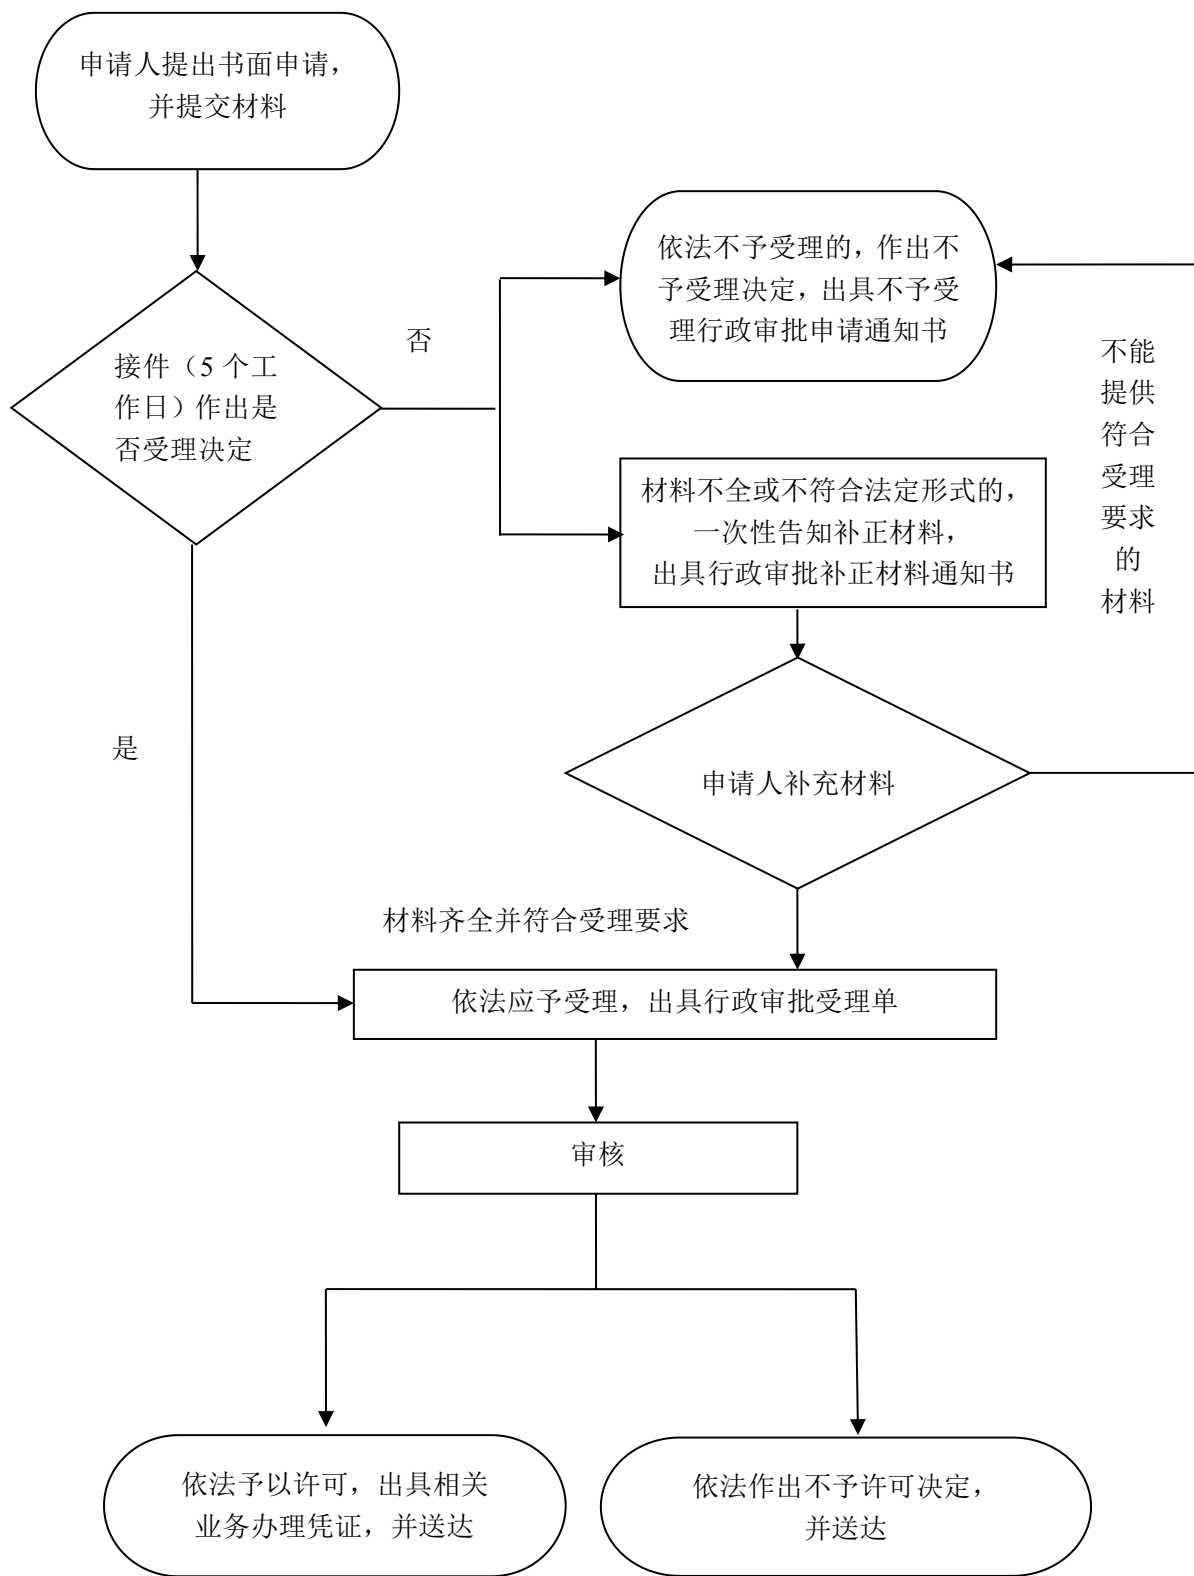 申请人提出书面申请，
并提交材料
依法不予受理的，作出不
予受理决定，出具不予受
理行政审批申请通知书
否
接件（5 个工
作日）作出是
否受理决定
不能
提供
符合
受理
要求
的
材料
材料不全或不符合法定形式的，
一次性告知补正材料，
出具行政审批补正材料通知书
是
申请人补充材料
材料齐全并符合受理要求
依法应予受理，出具行政审批受理单
审核
依法予以许可，出具相关
业务办理凭证，并送达
依法作出不予许可决定，
并送达